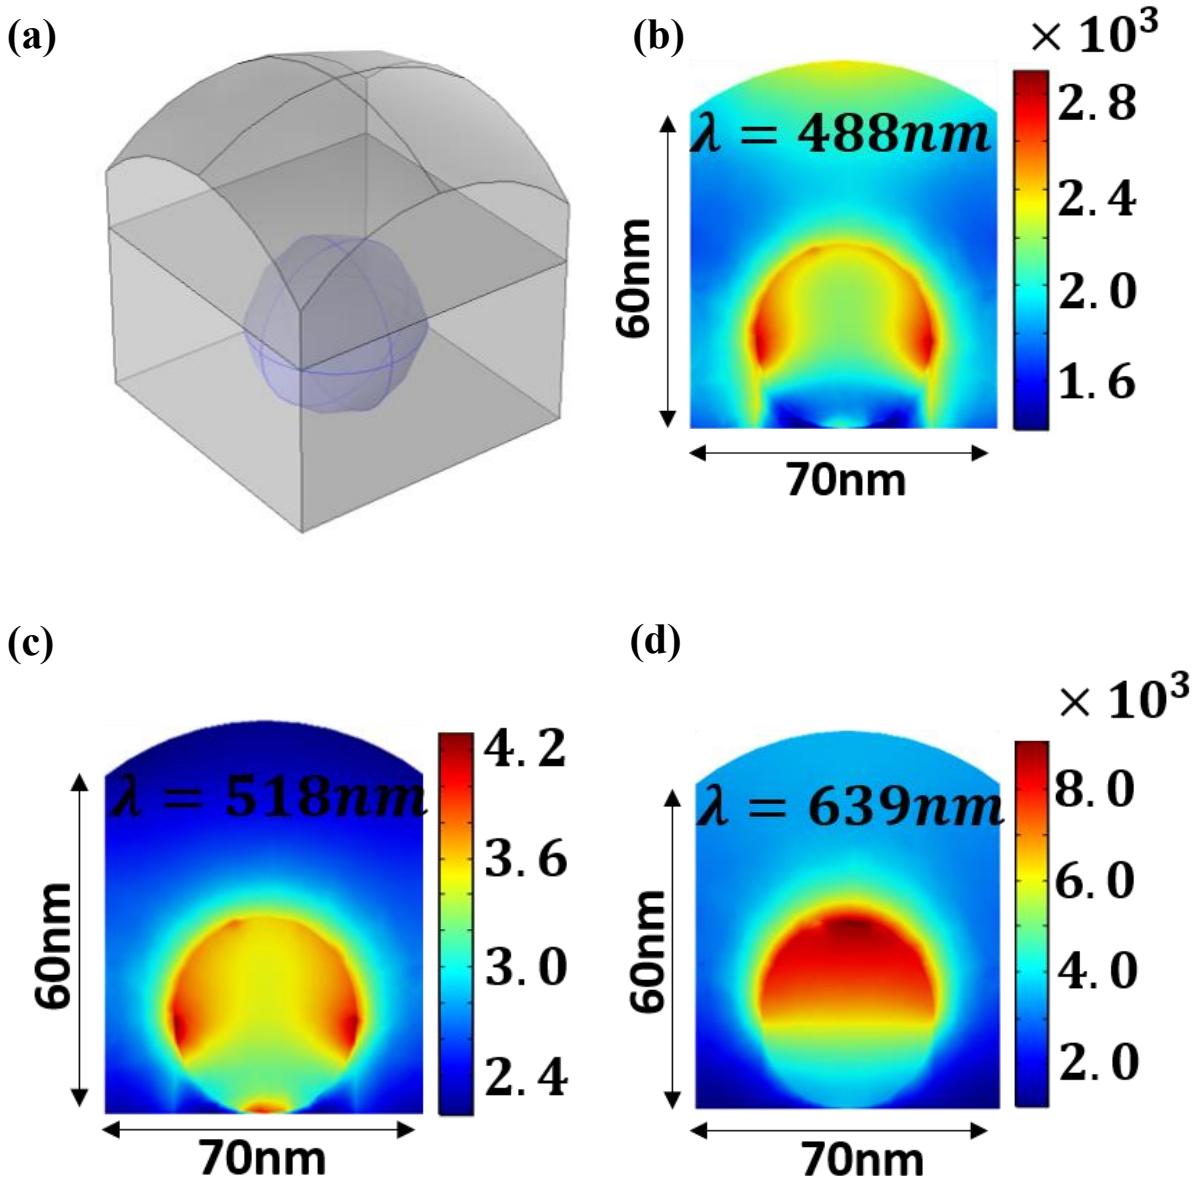 (a)
(b)
× 10³
λ = 488nm
2.8
2.4
2.0
1.6
60nm
70nm
(c)
λ = 518nm
4.2
3.6
3.0
2.4
60nm
70nm
(d)
× 10³
λ = 639nm
8.0
6.0
4.0
2.0
60nm
70nm